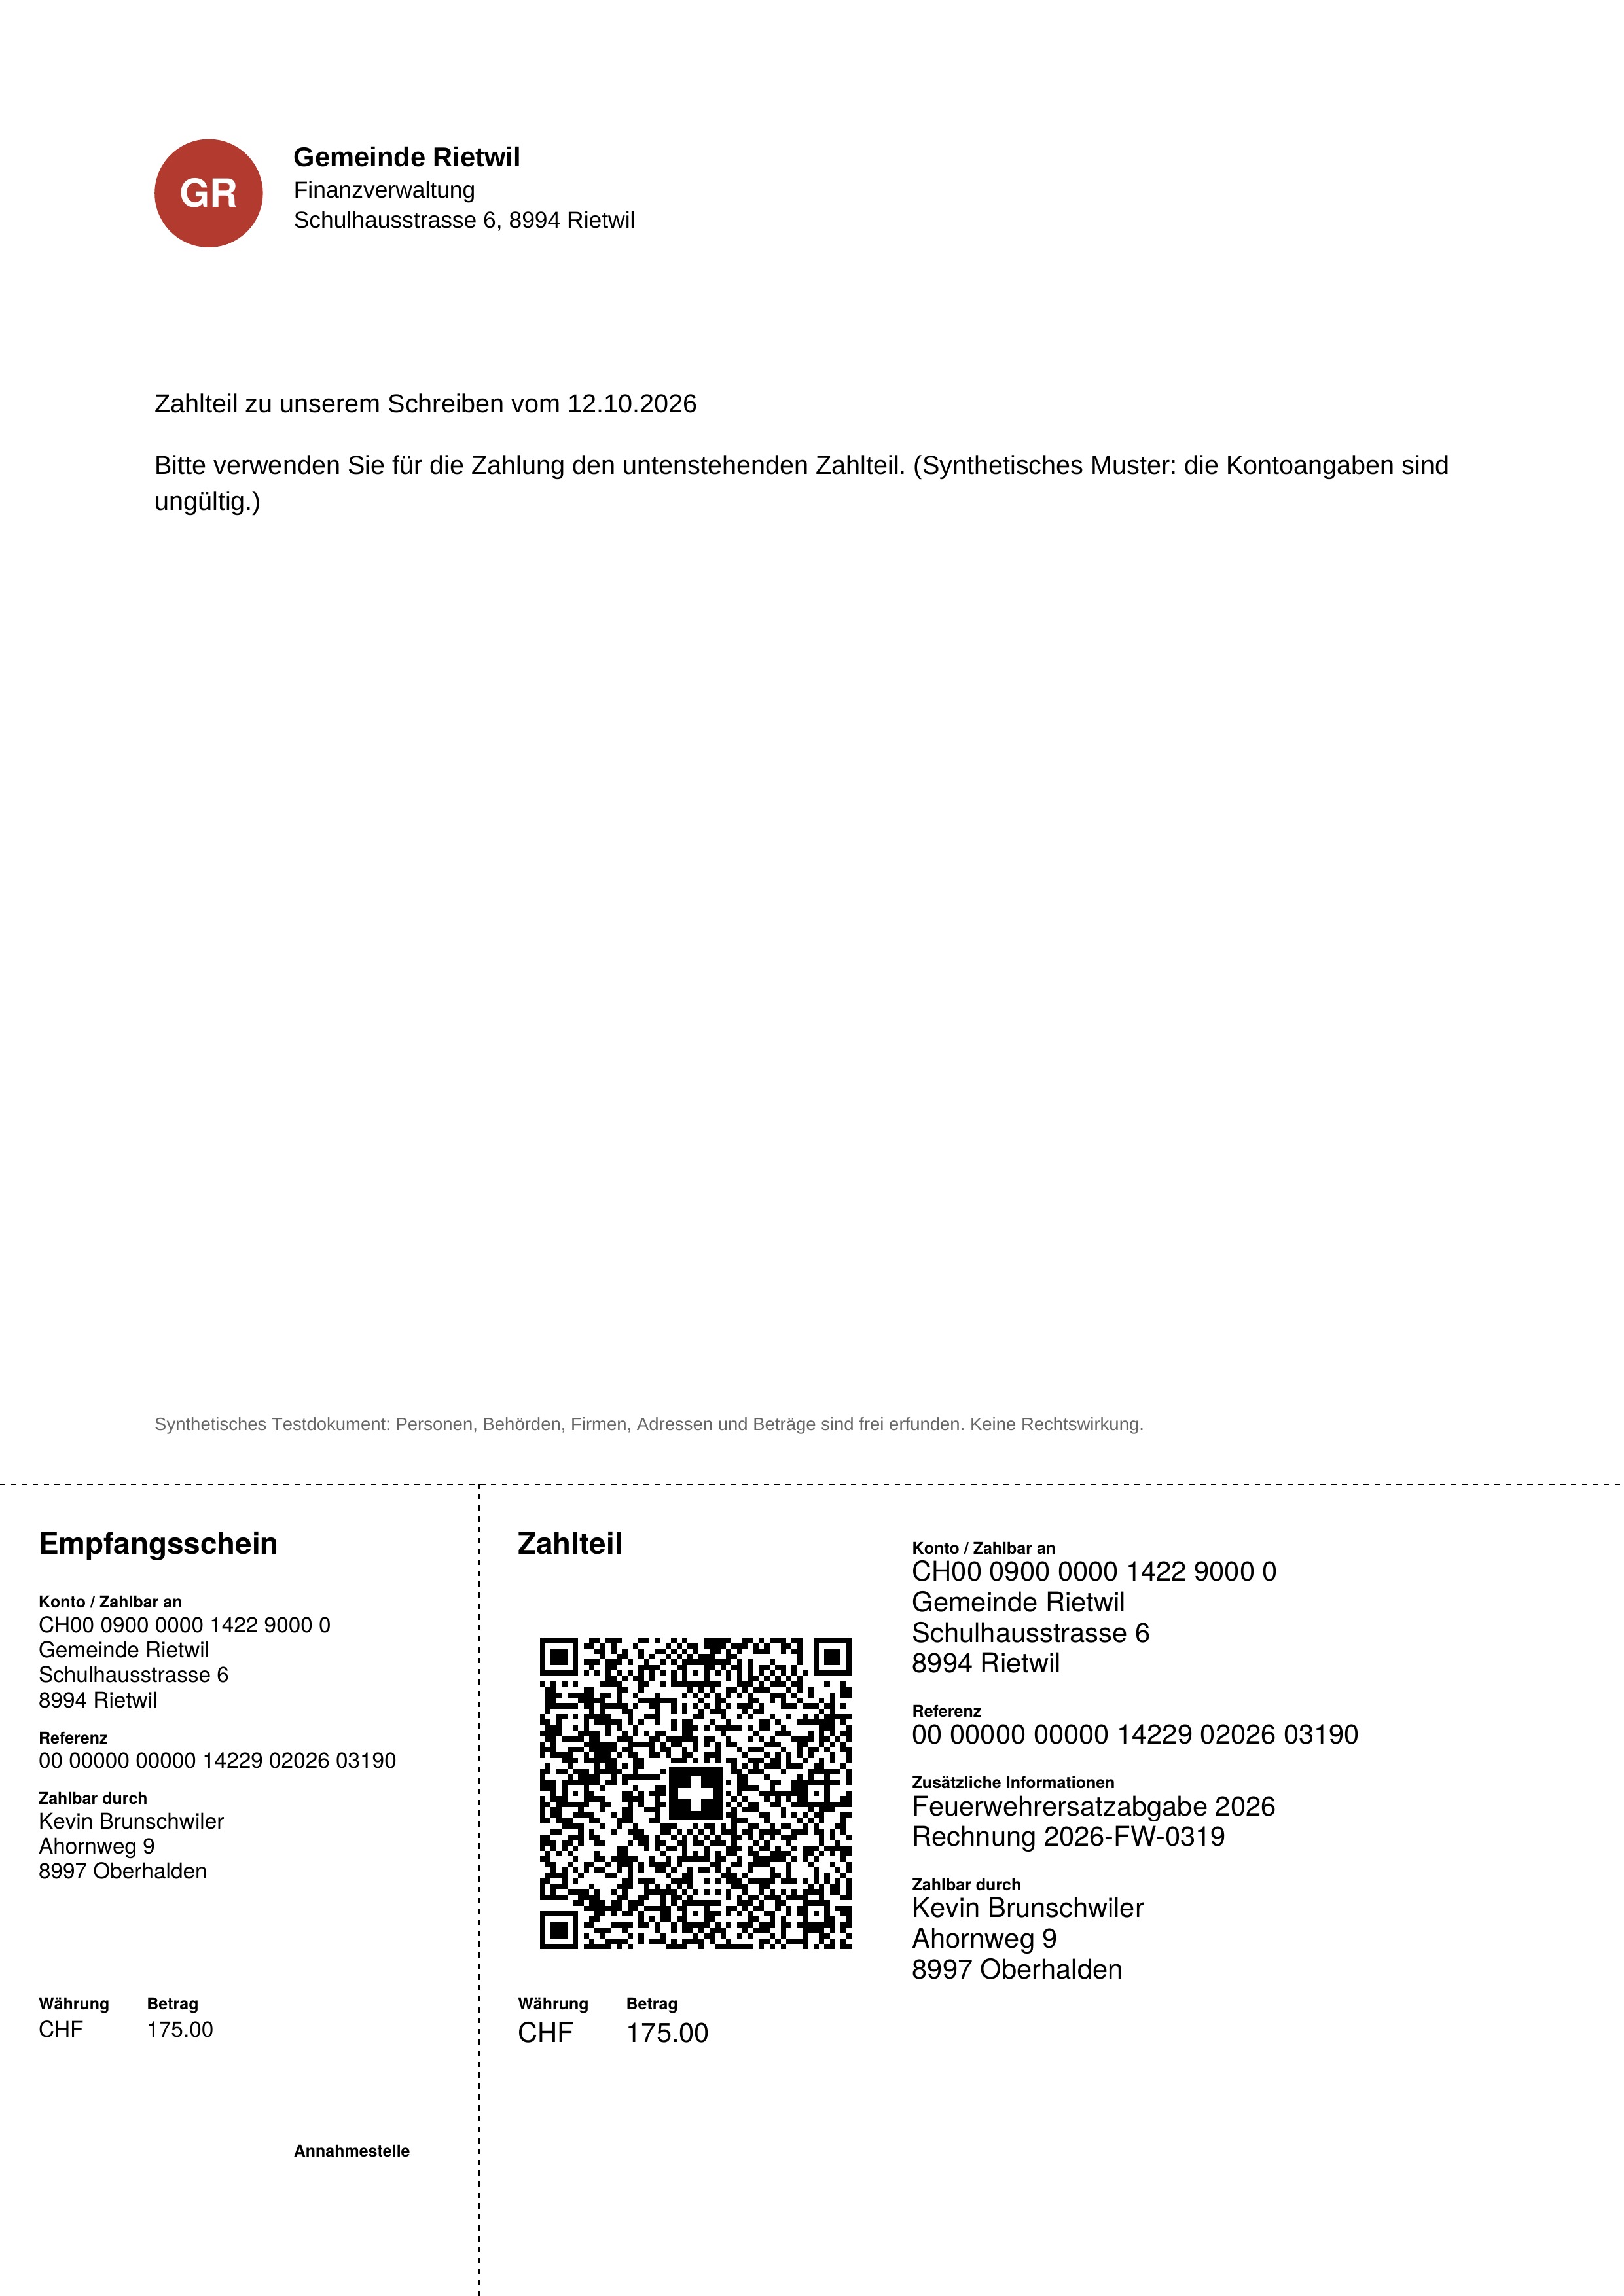 GR
Gemeinde Rietwil
Finanzverwaltung
Schulhausstrasse 6, 8994 Rietwil
Zahlteil zu unserem Schreiben vom 12.10.2026
Bitte verwenden Sie für die Zahlung den untenstehenden Zahlteil. (Synthetisches Muster: die Kontoangaben sind
ungültig.)
Synthetisches Testdokument: Personen, Behörden, Firmen, Adressen und Beträge sind frei erfunden. Keine Rechtswirkung.
Empfangsschein
Konto / Zahlbar an
CH00 0900 0000 1422 9000 0
Gemeinde Rietwil
Schulhausstrasse 6
8994 Rietwil
Referenz
00 00000 00000 14229 02026 03190
Zahlbar durch
Kevin Brunschwiler
Ahornweg 9
8997 Oberhalden
Währung Betrag
CHF 175.00
Annahmestelle
Zahlteil
Währung Betrag
CHF 175.00
Konto / Zahlbar an
CH00 0900 0000 1422 9000 0
Gemeinde Rietwil
Schulhausstrasse 6
8994 Rietwil
Referenz
00 00000 00000 14229 02026 03190
Zusätzliche Informationen
Feuerwehrersatzabgabe 2026
Rechnung 2026-FW-0319
Zahlbar durch
Kevin Brunschwiler
Ahornweg 9
8997 Oberhalden